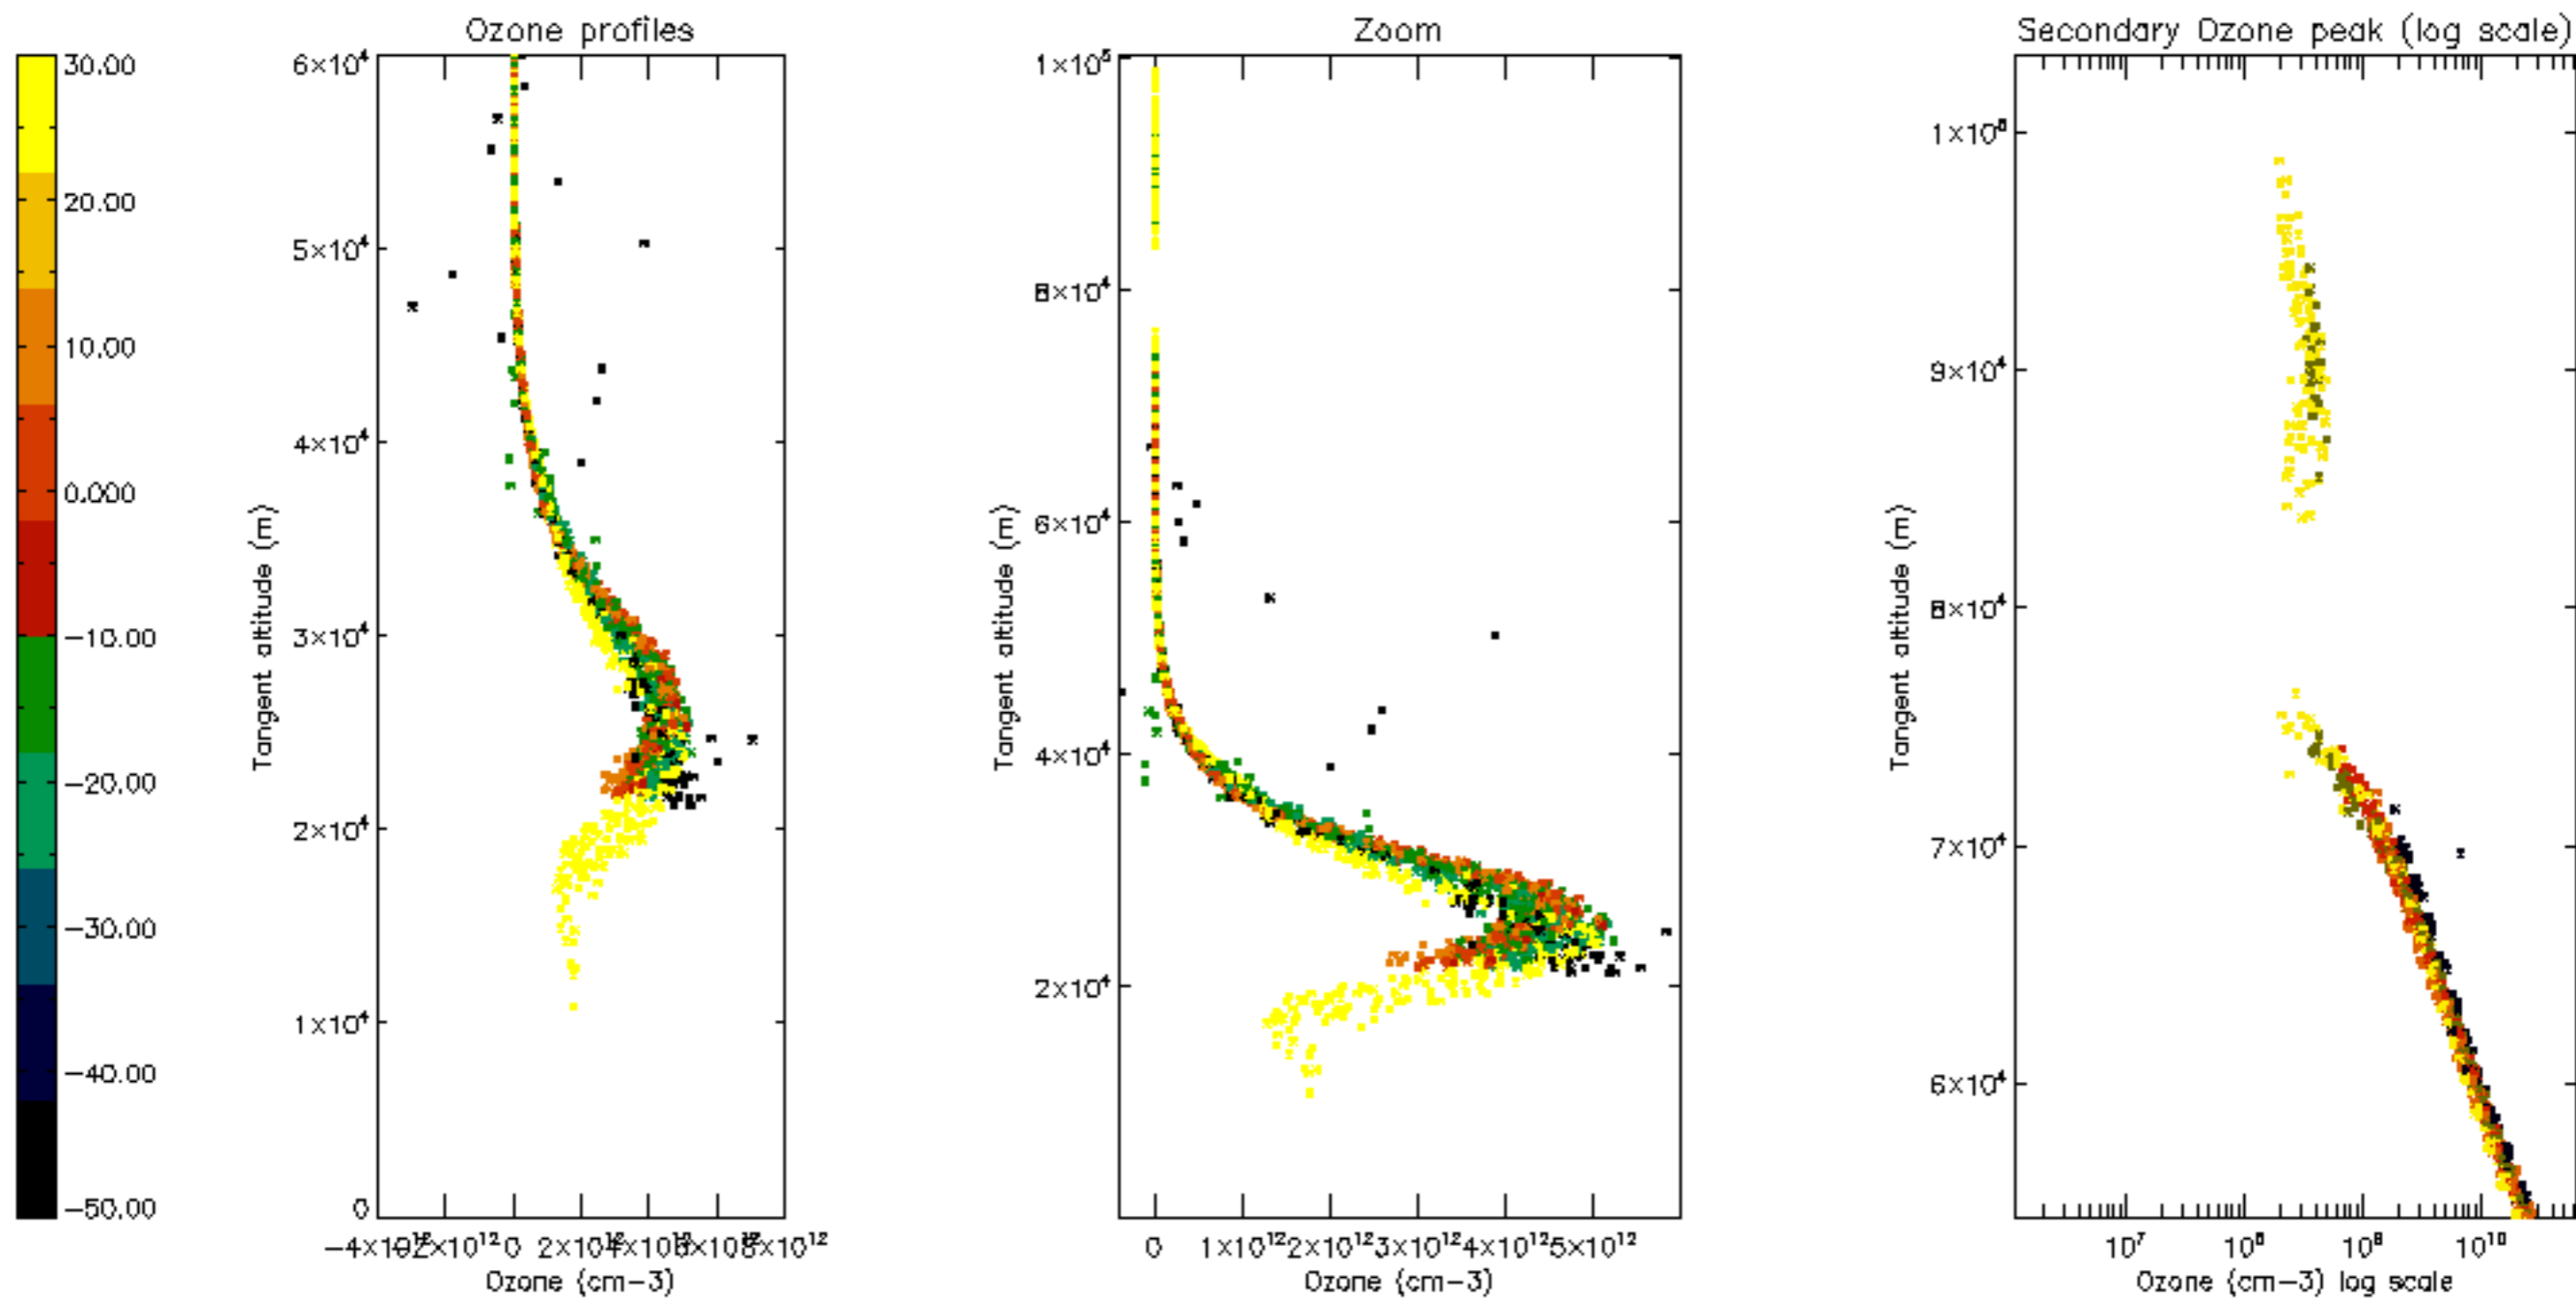 Ozone profiles
Zoom
Secondary Ozone peak (log scale)
30.00
20.00
10.00
0.000
-10.00
-20.00
-30.00
-40.00
-50.00
Tangent altitude (m)
6×10⁴
5×10⁴
4×10⁴
3×10⁴
2×10⁴
1×10⁴
0
0
Ozone (cm-3)
Tangent altitude (m)
1×10⁵
8×10⁴
6×10⁴
4×10⁴
2×10⁴
0 1×10¹² 2×10¹² 3×10¹² 4×10¹² 5×10¹²
Ozone (cm-3)
Tangent altitude (m)
9×10⁴
8×10⁴
7×10⁴
6×10⁴
10⁷ 10⁸ 10⁹ 10¹⁰
Ozone (cm-3) log scale